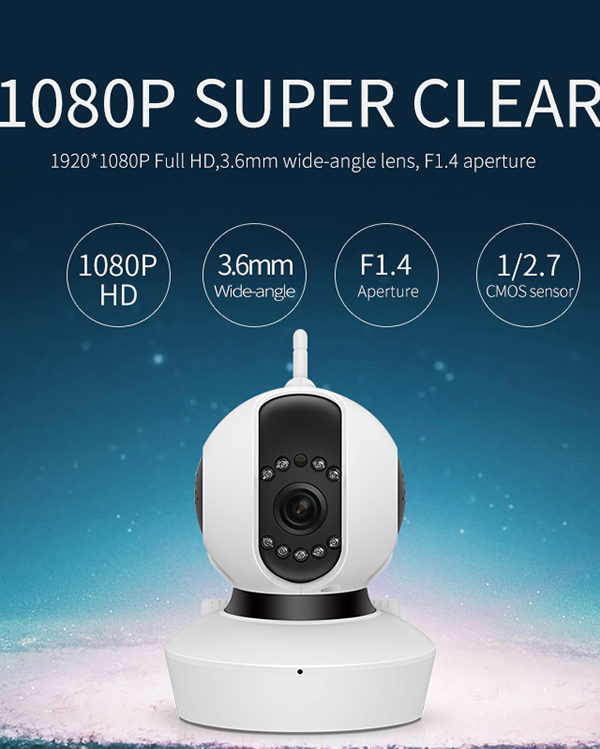 1080P SUPER CLEAR
1920*1080P Full HD,3.6mm wide-angle lens, F1.4 aperture
1080P
HD
3.6mm
Wide-angle
F1.4
Aperture
1/2.7
CMOS sensor